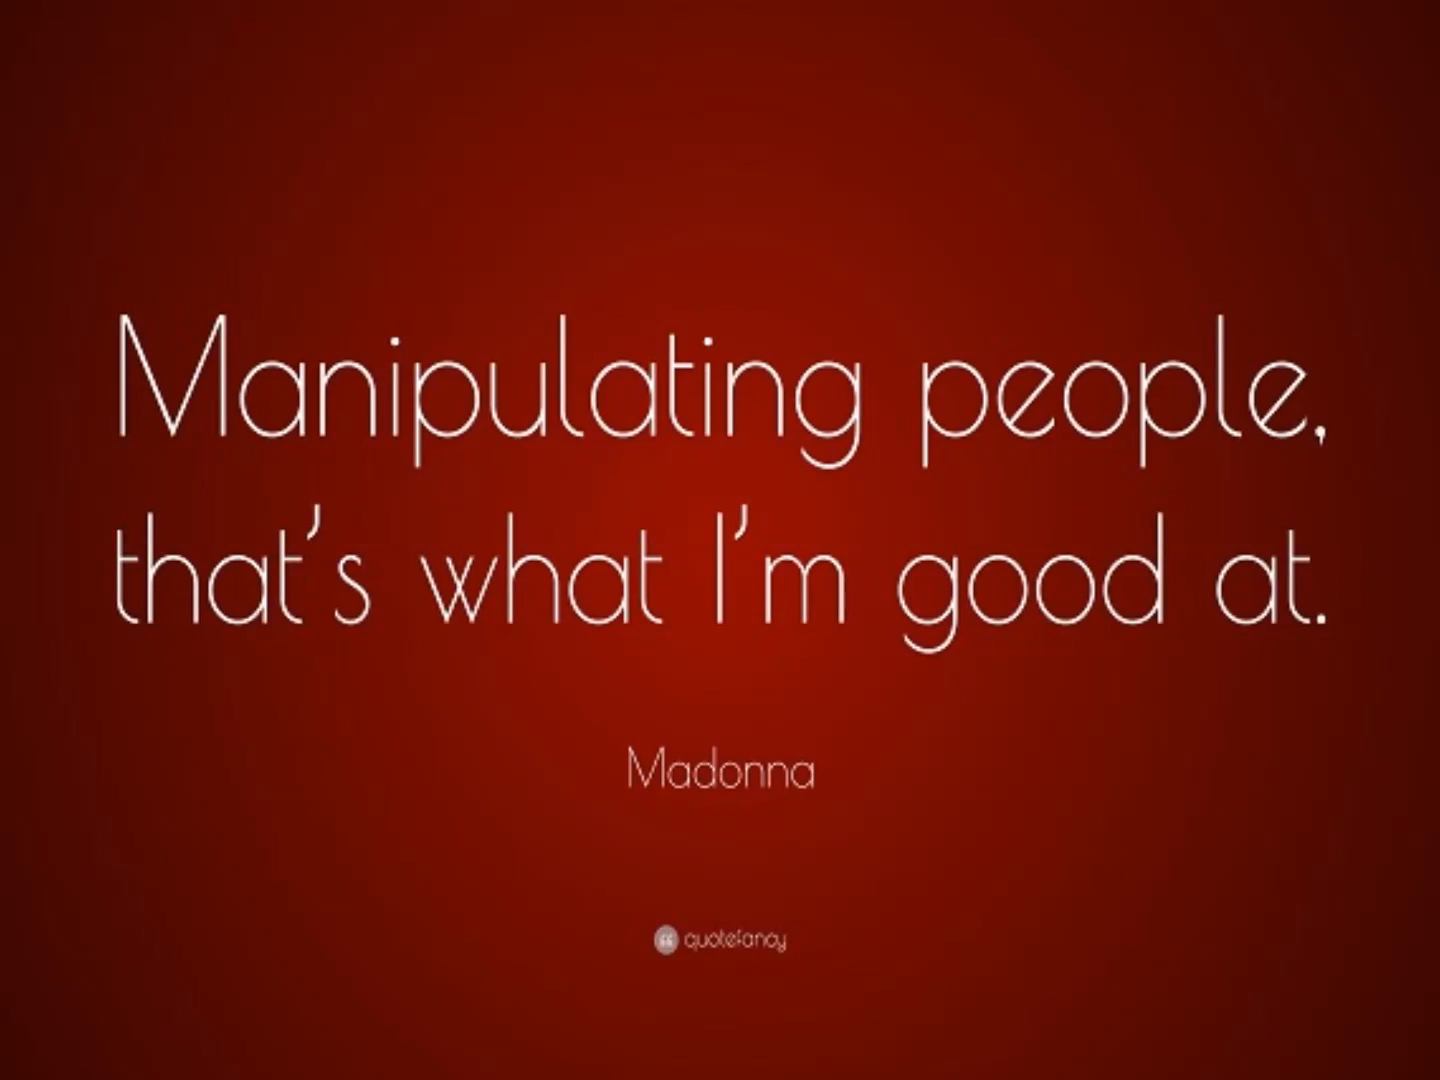 Manipulating people,
that’s what I’m good at.
Madonna
quotefancy